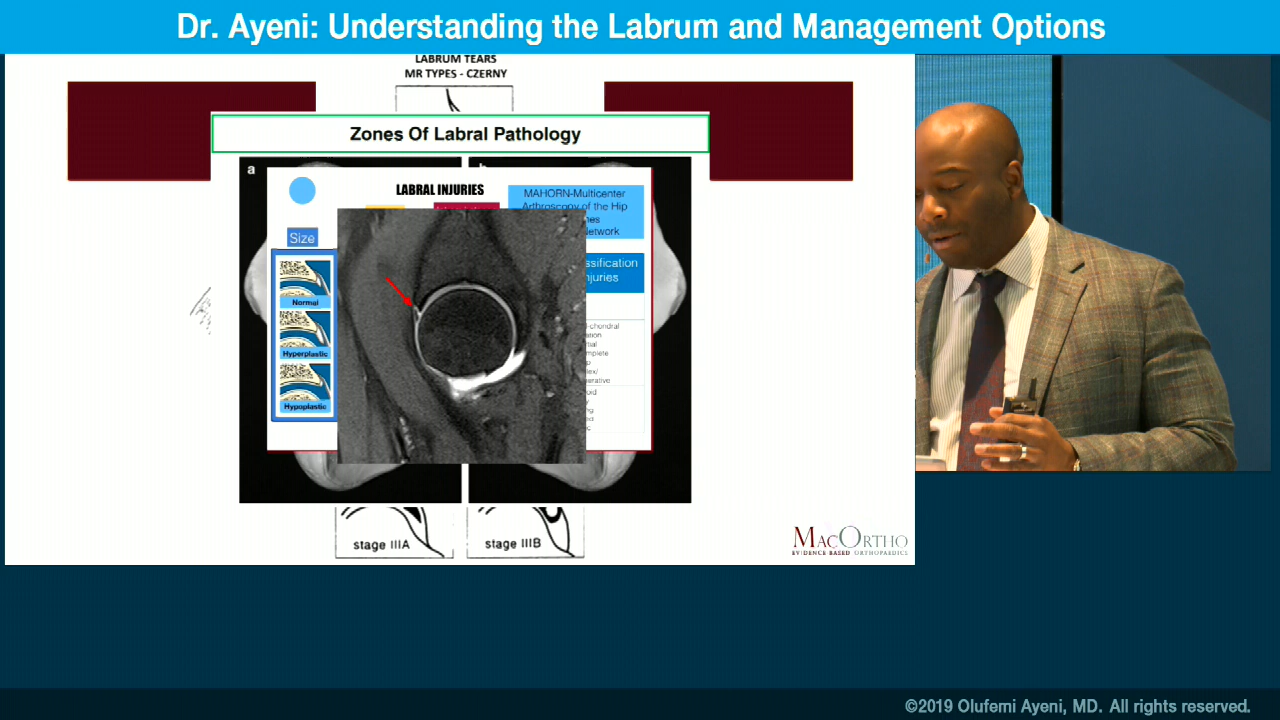 Dr. Ayeni: Understanding the Labrum and Management Options
LABRUM TEARS
MR TYPES - CZERNY
Zones Of Labral Pathology
a
LABRAL INJURIES
MAHORN-Multicenter
Arthroscopy of the Hip
Network
Size
Normal
Hyperplastic
Hypoplastic
stage IIIA
stage IIIB
MACORTHO
EVIDENCE BASED ORTHOPAEDICS
©2019 Olufemi Ayeni, MD. All rights reserved.